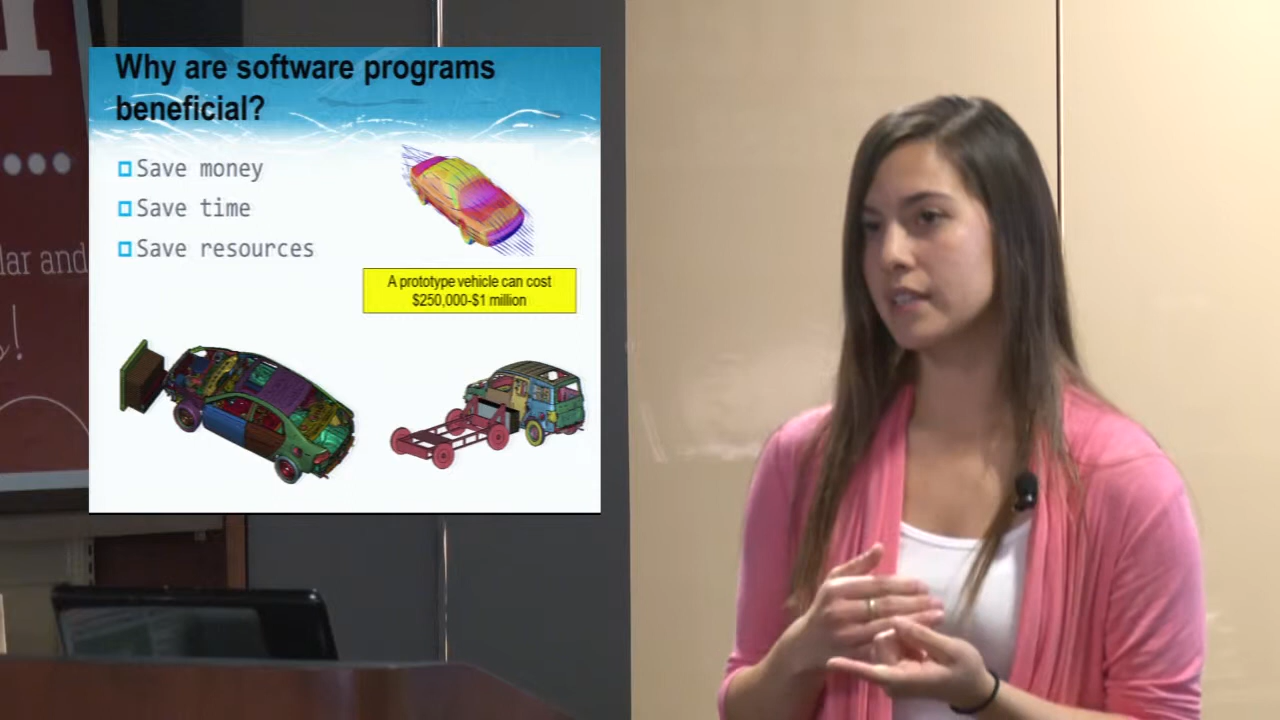 Why are software programs
beneficial?
Save money
Save time
Save resources
A prototype vehicle can cost
$250,000-$1 million
lar and